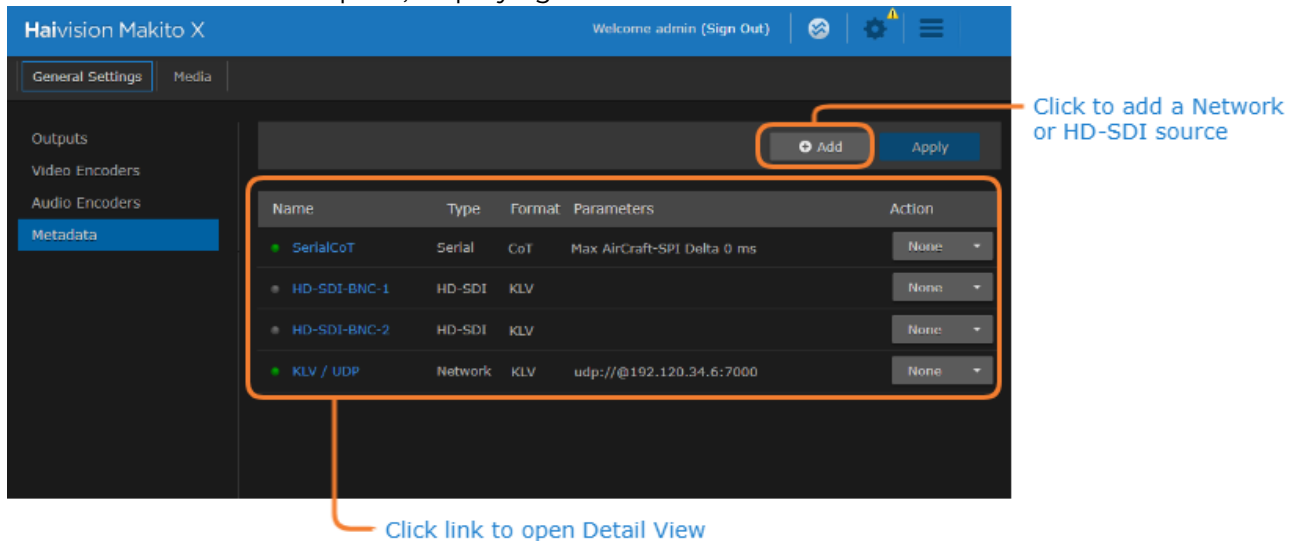 Haivision Makito X
Welcome admin (Sign Out)
General Settings Media
Click to add a Network
or HD-SDI source
Outputs
Video Encoders
Audio Encoders
Metadata
Add Apply
Name Type Format Parameters Action
SerialCoT Serial CoT Max AirCraft-SPI Delta 0 ms None
HD-SDI-BNC-1 HD-SDI KLV None
HD-SDI-BNC-2 HD-SDI KLV None
KLV / UDP Network KLV udp://@192.120.34.6:7000 None
Click link to open Detail View